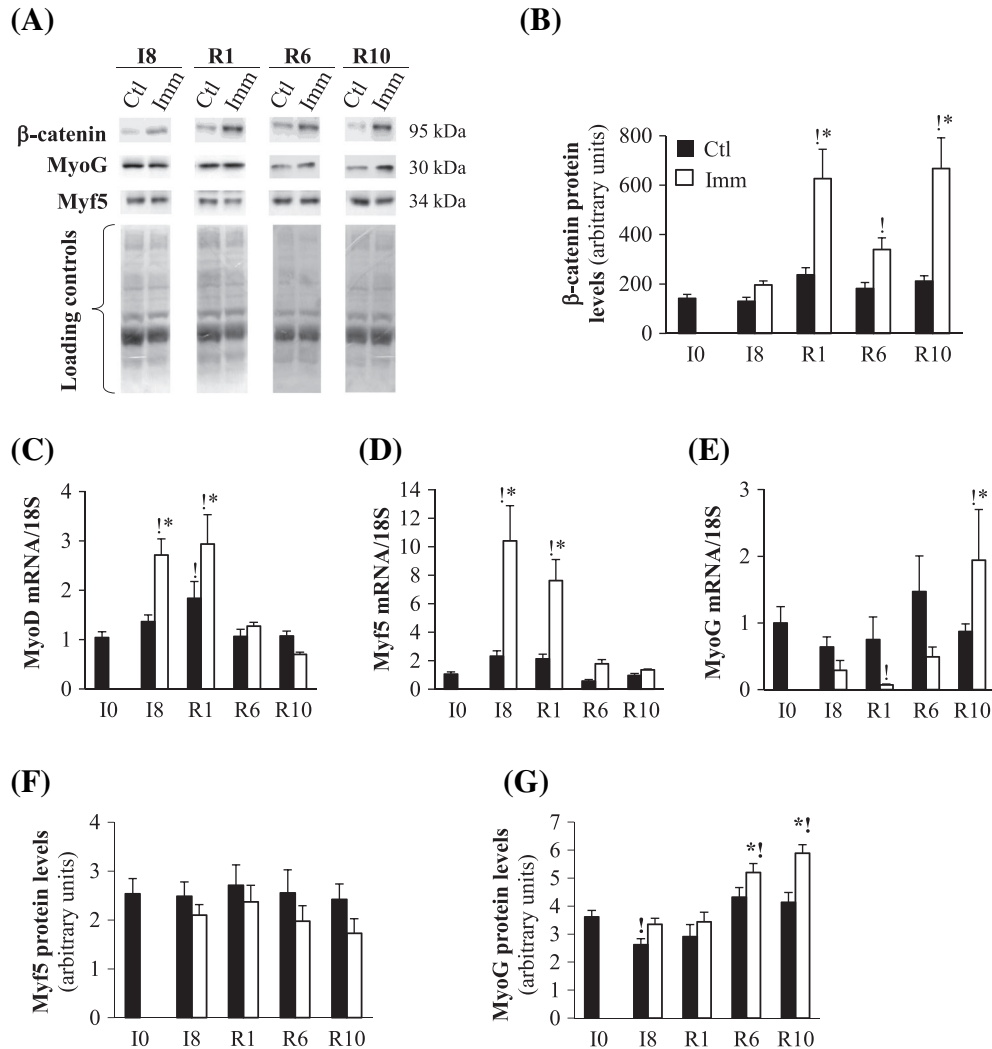 (A)
I8 R1 R6 R10
Ctl Imm Ctl Imm Ctl Imm Ctl Imm
β-catenin 95 kDa
MyoG 30 kDa
Myf5 34 kDa
Loading controls
(B)
β-catenin protein
levels (arbitrary units)
800
600
400
200
0
Ctl
Imm
!*
!
!*
I0 I8 R1 R6 R10
(C)
MyoD mRNA/18S
4
3
2
1
0
!*
!
!*
I0 I8 R1 R6 R10
(D)
Myf5 mRNA/18S
14
12
10
8
6
4
2
0
!*
!*
I0 I8 R1 R6 R10
(E)
MyoG mRNA/18S
3
2
1
0
!
!*
I0 I8 R1 R6 R10
(F)
Myf5 protein levels
(arbitrary units)
4
3
2
1
0
I0 I8 R1 R6 R10
(G)
MyoG protein levels
(arbitrary units)
7
6
5
4
3
2
1
0
!
*!
*!
I0 I8 R1 R6 R10